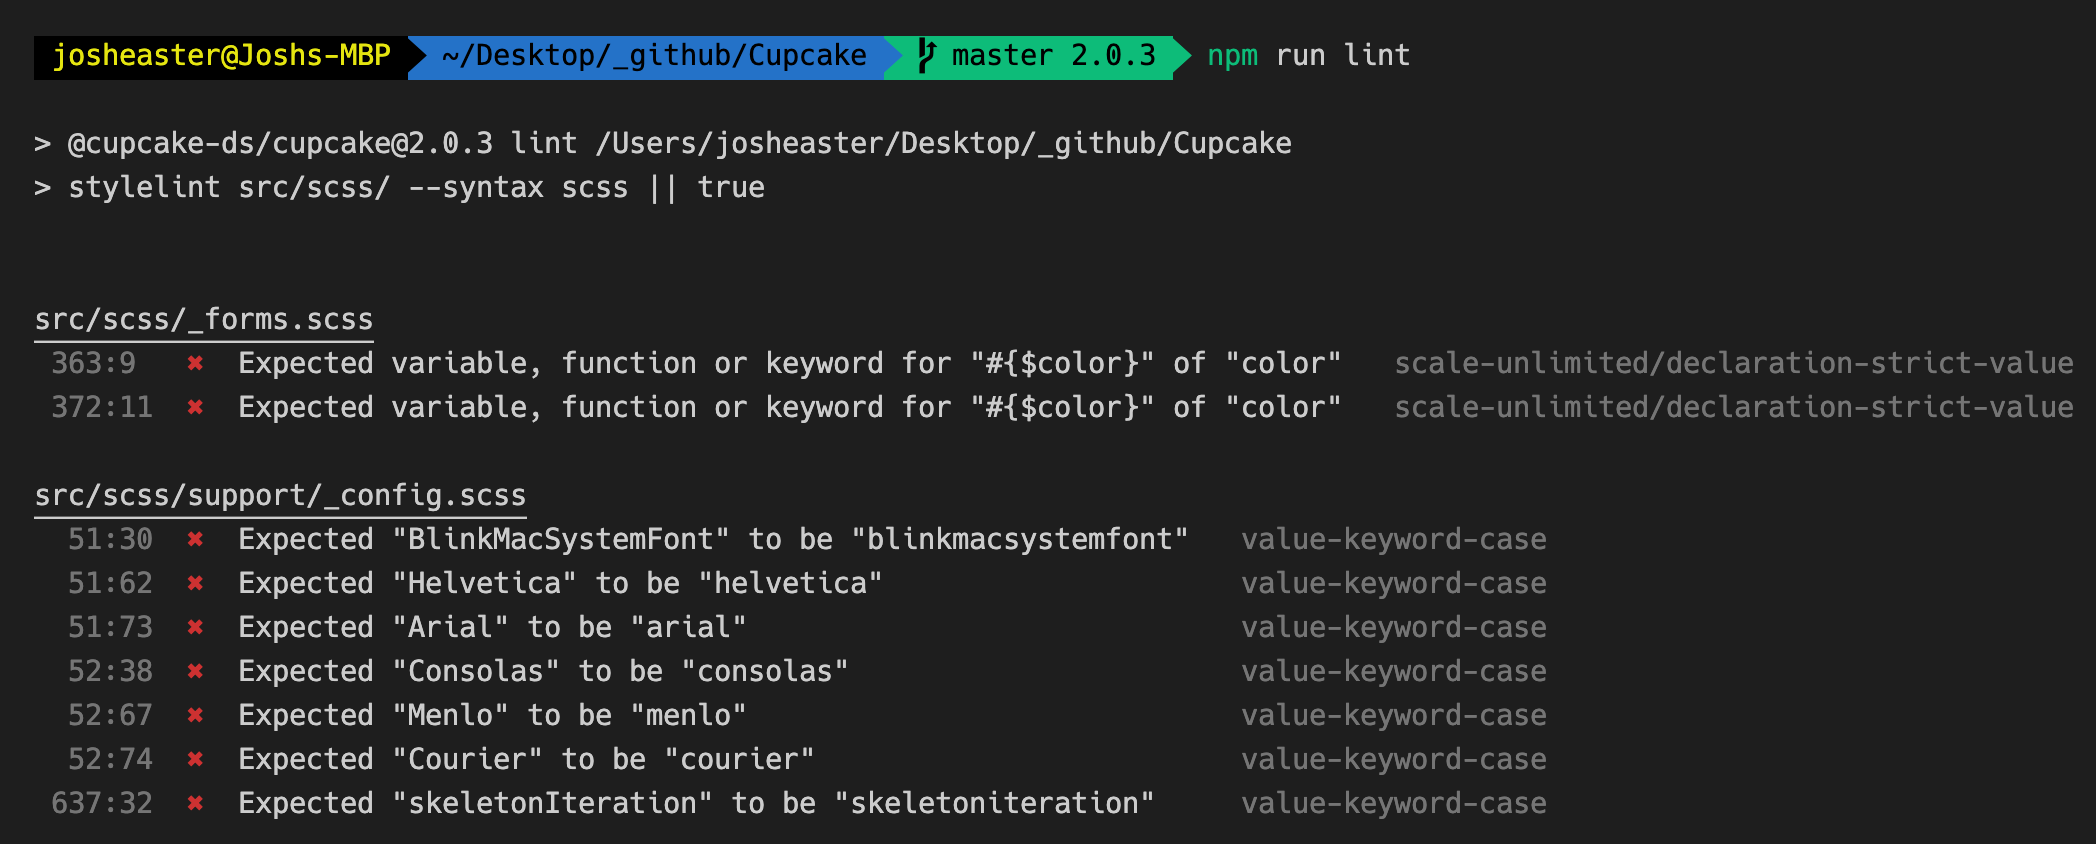 josheaster@Joshs-MBP ~/Desktop/_github/Cupcake master 2.0.3 npm run lint
> @cupcake-ds/cupcake@2.0.3 lint /Users/josheaster/Desktop/_github/Cupcake
> stylelint src/scss/ --syntax scss || true
src/scss/_forms.scss
363:9 ✖ Expected variable, function or keyword for "#{$color}" of "color" scale-unlimited/declaration-strict-value
372:11 ✖ Expected variable, function or keyword for "#{$color}" of "color" scale-unlimited/declaration-strict-value
src/scss/support/_config.scss
51:30 ✖ Expected "BlinkMacSystemFont" to be "blinkmacsystemfont" value-keyword-case
51:62 ✖ Expected "Helvetica" to be "helvetica" value-keyword-case
51:73 ✖ Expected "Arial" to be "arial" value-keyword-case
52:38 ✖ Expected "Consolas" to be "consolas" value-keyword-case
52:67 ✖ Expected "Menlo" to be "menlo" value-keyword-case
52:74 ✖ Expected "Courier" to be "courier" value-keyword-case
637:32 ✖ Expected "skeletonIteration" to be "skeletoniteration" value-keyword-case